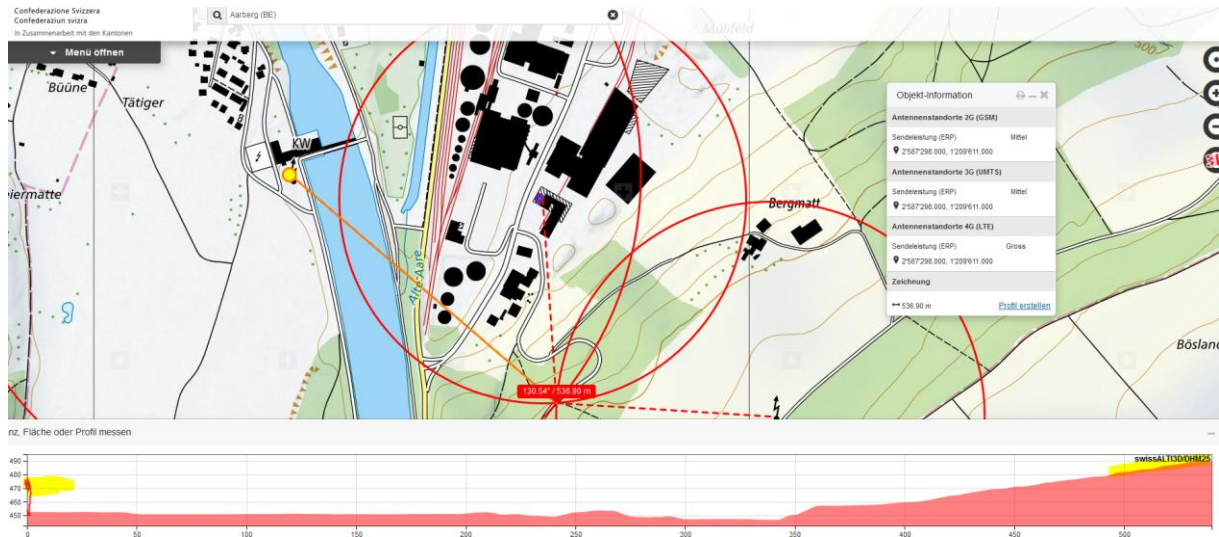 Confederazione Svizzera
Confederaziun svizra
In Zusammenarbeit mit den Kantonen
Aarberg (BE)
Menü öffnen
Büüne
Tätiger
KW
eiermatte
Alte Aare
Mülifeld
500
Bergmatt
Böslan
130.54° / 536.90 m
Objekt-Information
Antennenstandorte 2G (GSM)
Sendeleistung (ERP) Mittel
2'587'298.000, 1'209'611.000
Antennenstandorte 3G (UMTS)
Sendeleistung (ERP) Mittel
2'587'298.000, 1'209'611.000
Antennenstandorte 4G (LTE)
Sendeleistung (ERP) Gross
2'587'298.000, 1'209'611.000
Zeichnung
536.90 m Profil erstellen
nz, Fläche oder Profil messen
swissALTI3D/DHM25
490
480
470
460
450
0 50 100 150 200 250 300 350 400 450 500